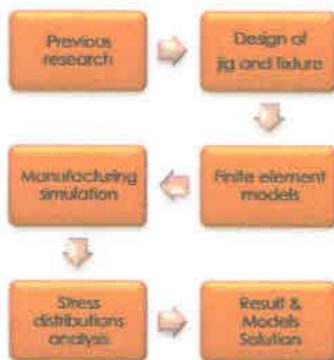 Previous
research
Design of
jig and fixture
Finite element
models
Manufacturing
simulation
Stress
distributions
analysis
Result &
Models
Solution